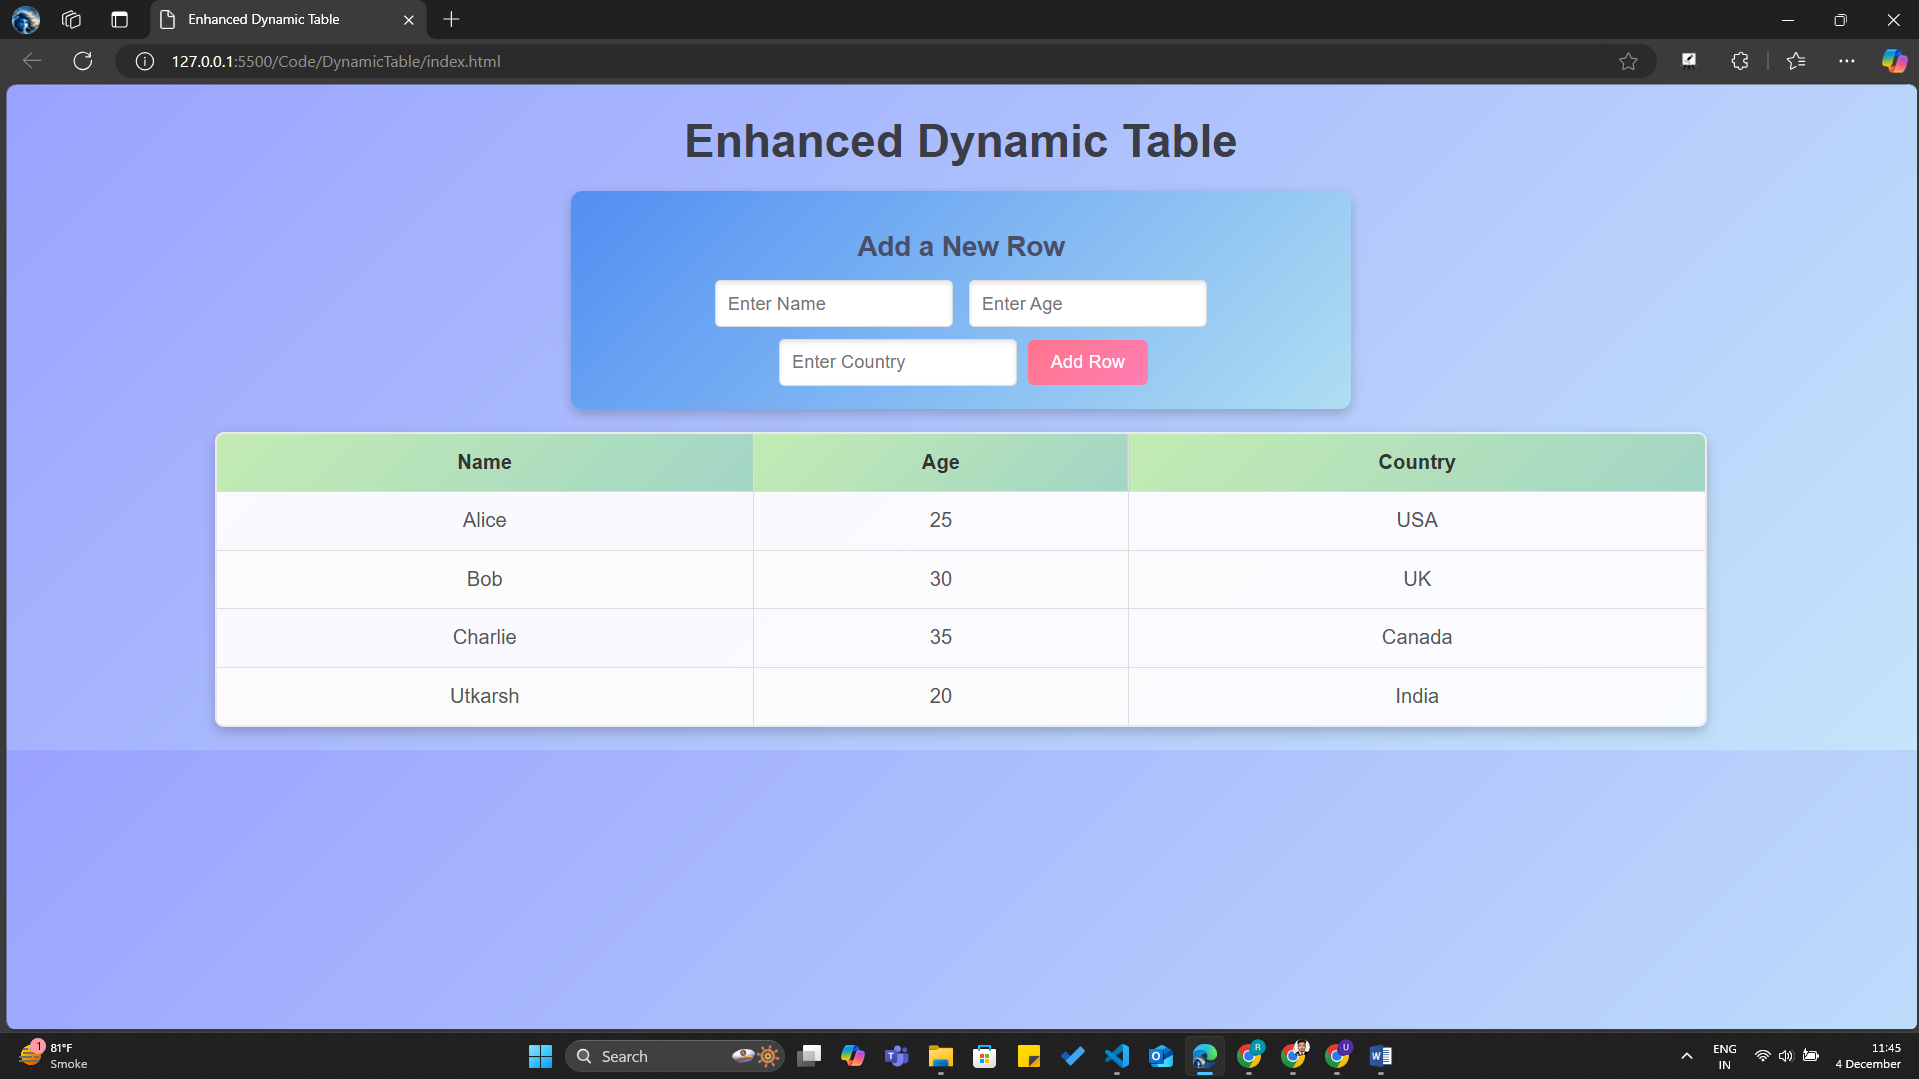 Enhanced Dynamic Table
127.0.0.1:5500/Code/DynamicTable/index.html
Enhanced Dynamic Table
Add a New Row
Enter Name Enter Age
Enter Country Add Row
Name Age Country
Alice 25 USA
Bob 30 UK
Charlie 35 Canada
Utkarsh 20 India
1
81°F
Smoke
Search
R
U
ENG
IN
11:45
4 December